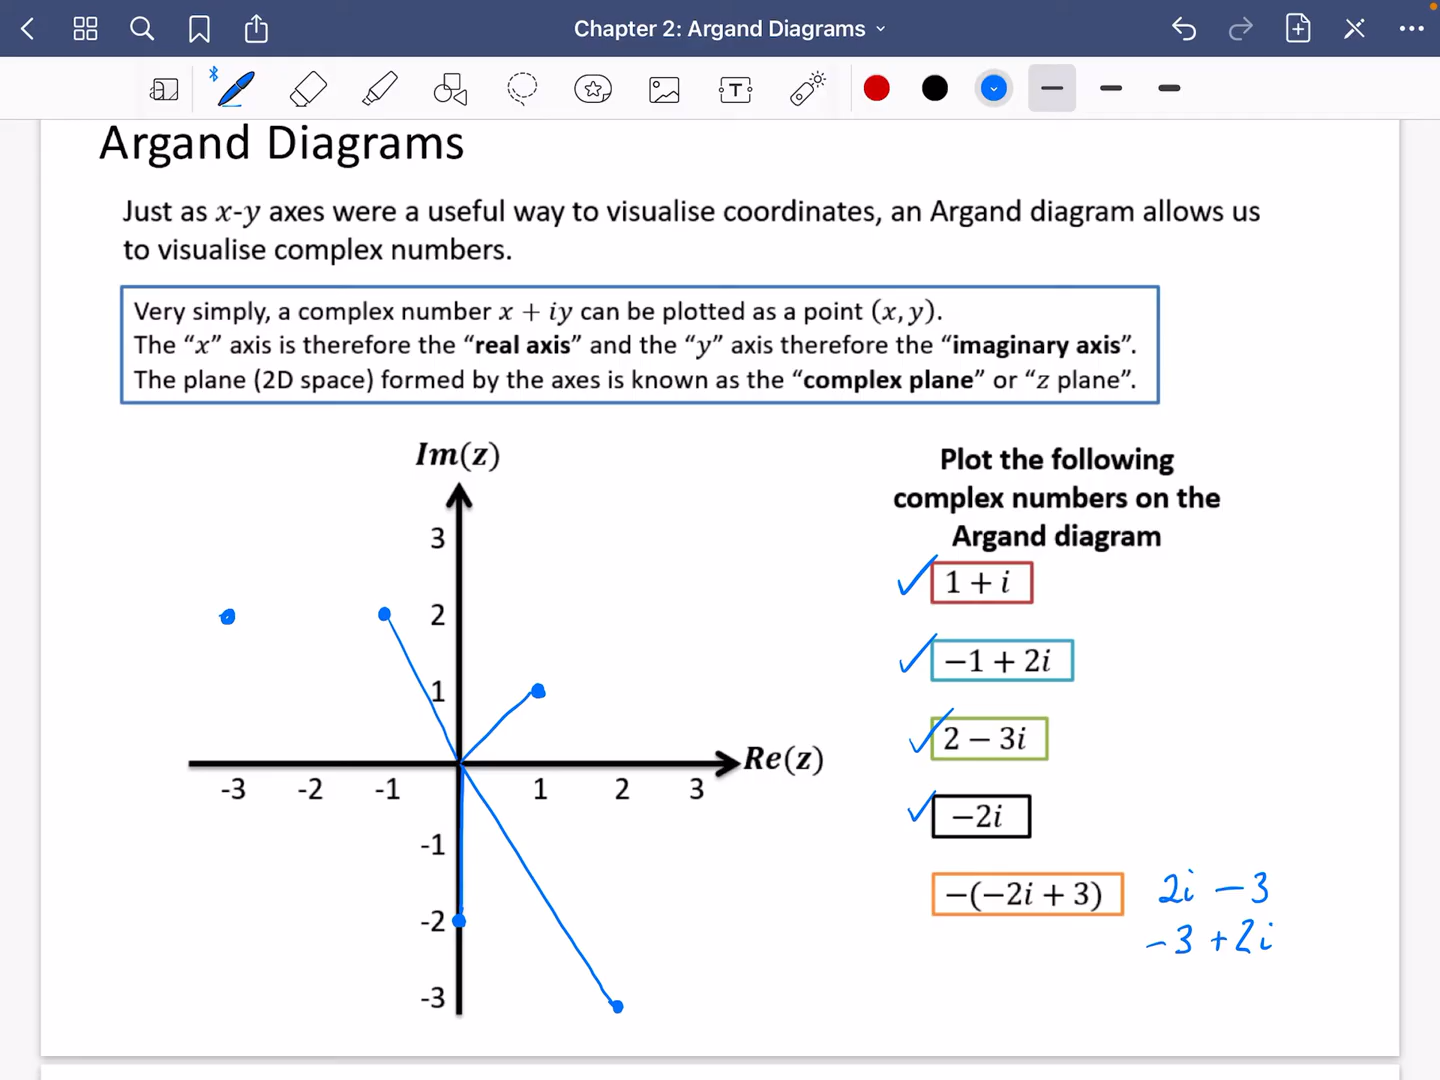 Chapter 2: Argand Diagrams
Argand Diagrams
Just as x-y axes were a useful way to visualise coordinates, an Argand diagram allows us
to visualise complex numbers.
Very simply, a complex number x + iy can be plotted as a point (x, y).
The “x” axis is therefore the “real axis” and the “y” axis therefore the “imaginary axis”.
The plane (2D space) formed by the axes is known as the “complex plane” or “z plane”.
Im(z)
3
2
1
Re(z)
-3 -2 -1 1 2 3
-1
-2
-3
Plot the following
complex numbers on the
Argand diagram
1 + i
−1 + 2i
2 − 3i
−2i
−(−2i + 3)
2i − 3
−3 + 2i